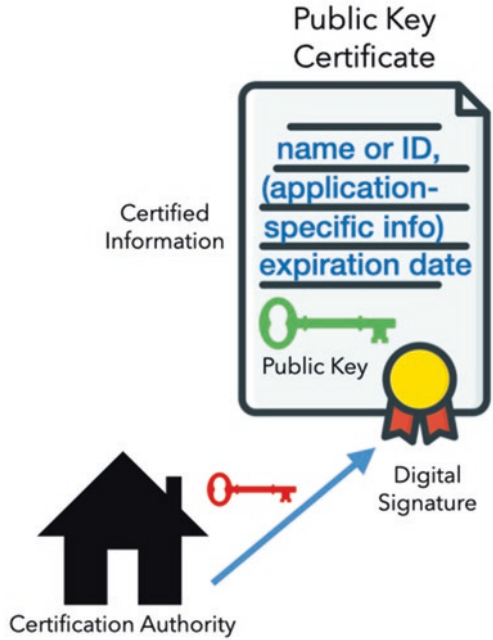 Public Key
Certificate
name or ID,
(application-
specific info)
expiration date
Certified
Information
Public Key
Digital
Signature
Certification Authority